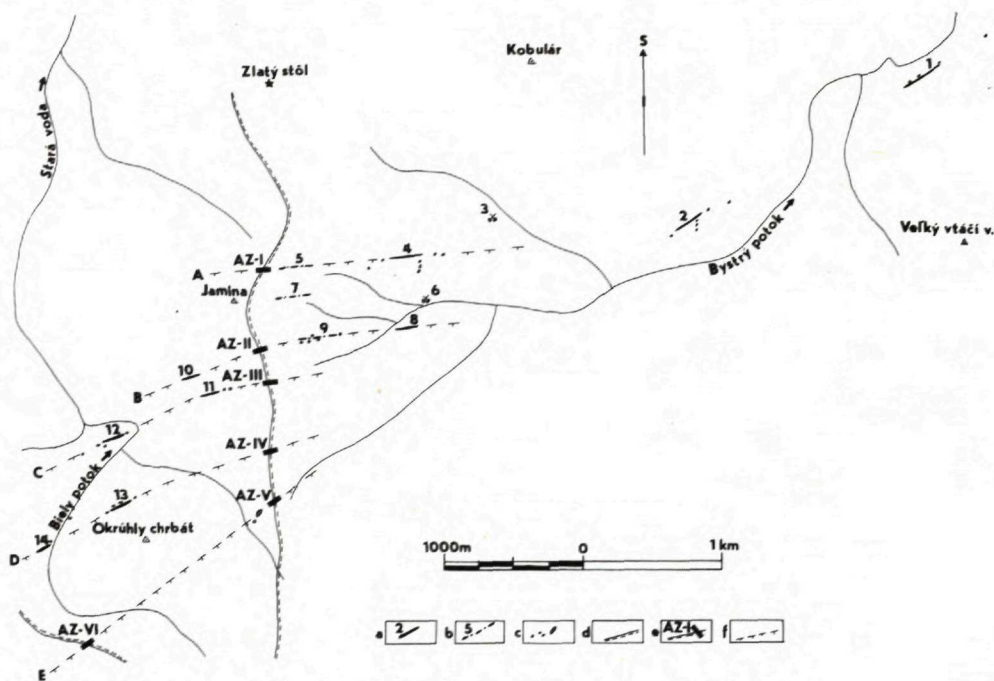 Kobulár
S
Zlatý stôl
1
Stará voda
3
2
Bystrý potok
Veľký vtáčí v.
4
AZ-I
5
A
Jamina
7
6
8
9
AZ-II
10
B
11
AZ-III
12
C
AZ-IV
13
Biely potok
AZ-V
14
Okrúhly chrbát
D
1000m 0 1 km
AZ-VI
E
a 2 b 5 c d e AZ-I f